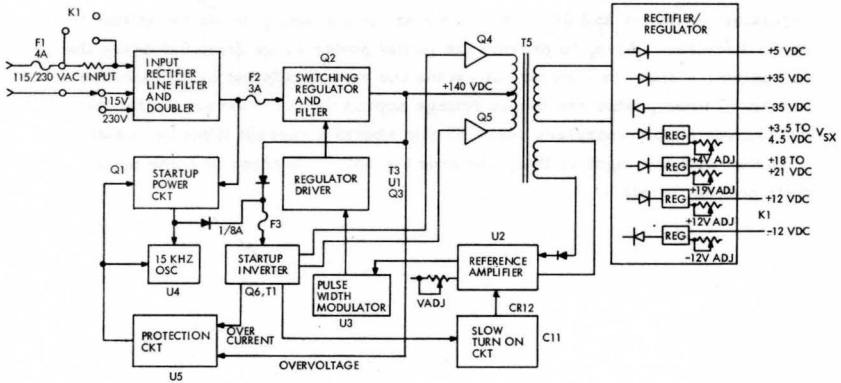 K1
F1
4A
115/230 VAC INPUT
115V
230V
INPUT
RECTIFIER
LINE FILTER
AND
DOUBLER
F2
3A
Q2
SWITCHING
REGULATOR
AND
FILTER
+140 VDC
Q4
Q5
T5
RECTIFIER/
REGULATOR
+5 VDC
+35 VDC
-35 VDC
REG
+3.5 TO
4.5 VDC
VSX
+4V ADJ
REG
+18 TO
+21 VDC
+19V ADJ
REG
+12 VDC
+12V ADJ
K1
REG
-12 VDC
-12V ADJ
Q1
STARTUP
POWER
CKT
1/8A
F3
REGULATOR
DRIVER
T3
U1
Q3
15 KHZ
OSC
U4
STARTUP
INVERTER
Q6, T1
PULSE
WIDTH
MODULATOR
U3
U2
REFERENCE
AMPLIFIER
VADJ
CR12
SLOW
TURN ON
CKT
C11
PROTECTION
CKT
U5
OVER
CURRENT
OVERVOLTAGE